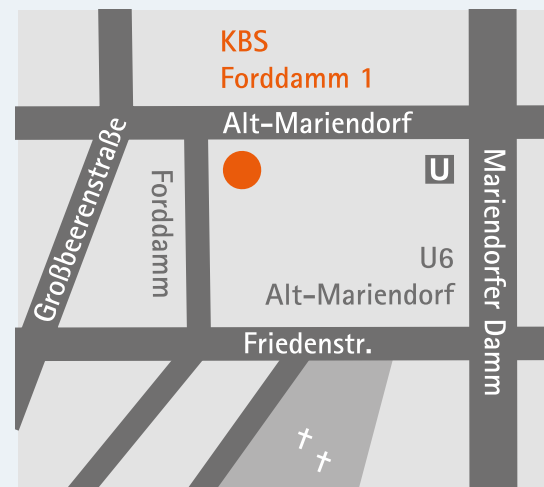 KBS
Forddamm 1
Alt-Mariendorf
Großbeerenstraße
Forddamm
U
Mariendorfer Damm
U6
Alt-Mariendorf
Friedenstr.